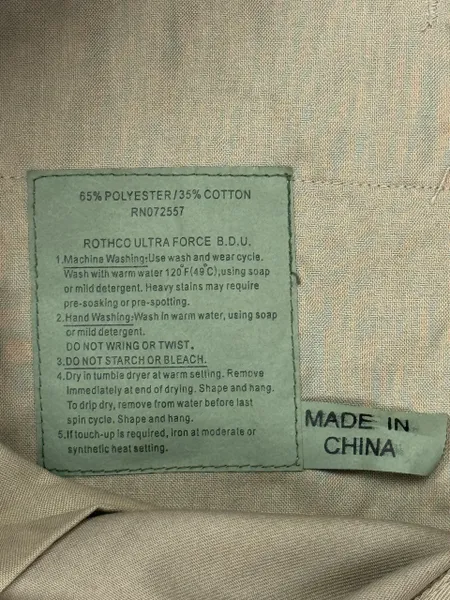 65% POLYESTER/35% COTTON
RN072557
ROTHCO ULTRA FORCE B.D.U.
1.Machine Washing:Use wash and wear cycle.
Wash with warm water 120°F(49°C),using soap
or mild detergent. Heavy stains may require
pre-soaking or pre-spotting.
2.Hand Washing:Wash in warm water, using soap
or mild detergent.
DO NOT WRING OR TWIST.
3.DO NOT STARCH OR BLEACH.
4.Dry in tumble dryer at warm setting. Remove
immediately at end of drying. Shape and hang.
To drip dry, remove from water before last
spin cycle. Shape and hang.
5.If touch-up is required, iron at moderate or
synthetic heat setting.
MADE IN
CHINA